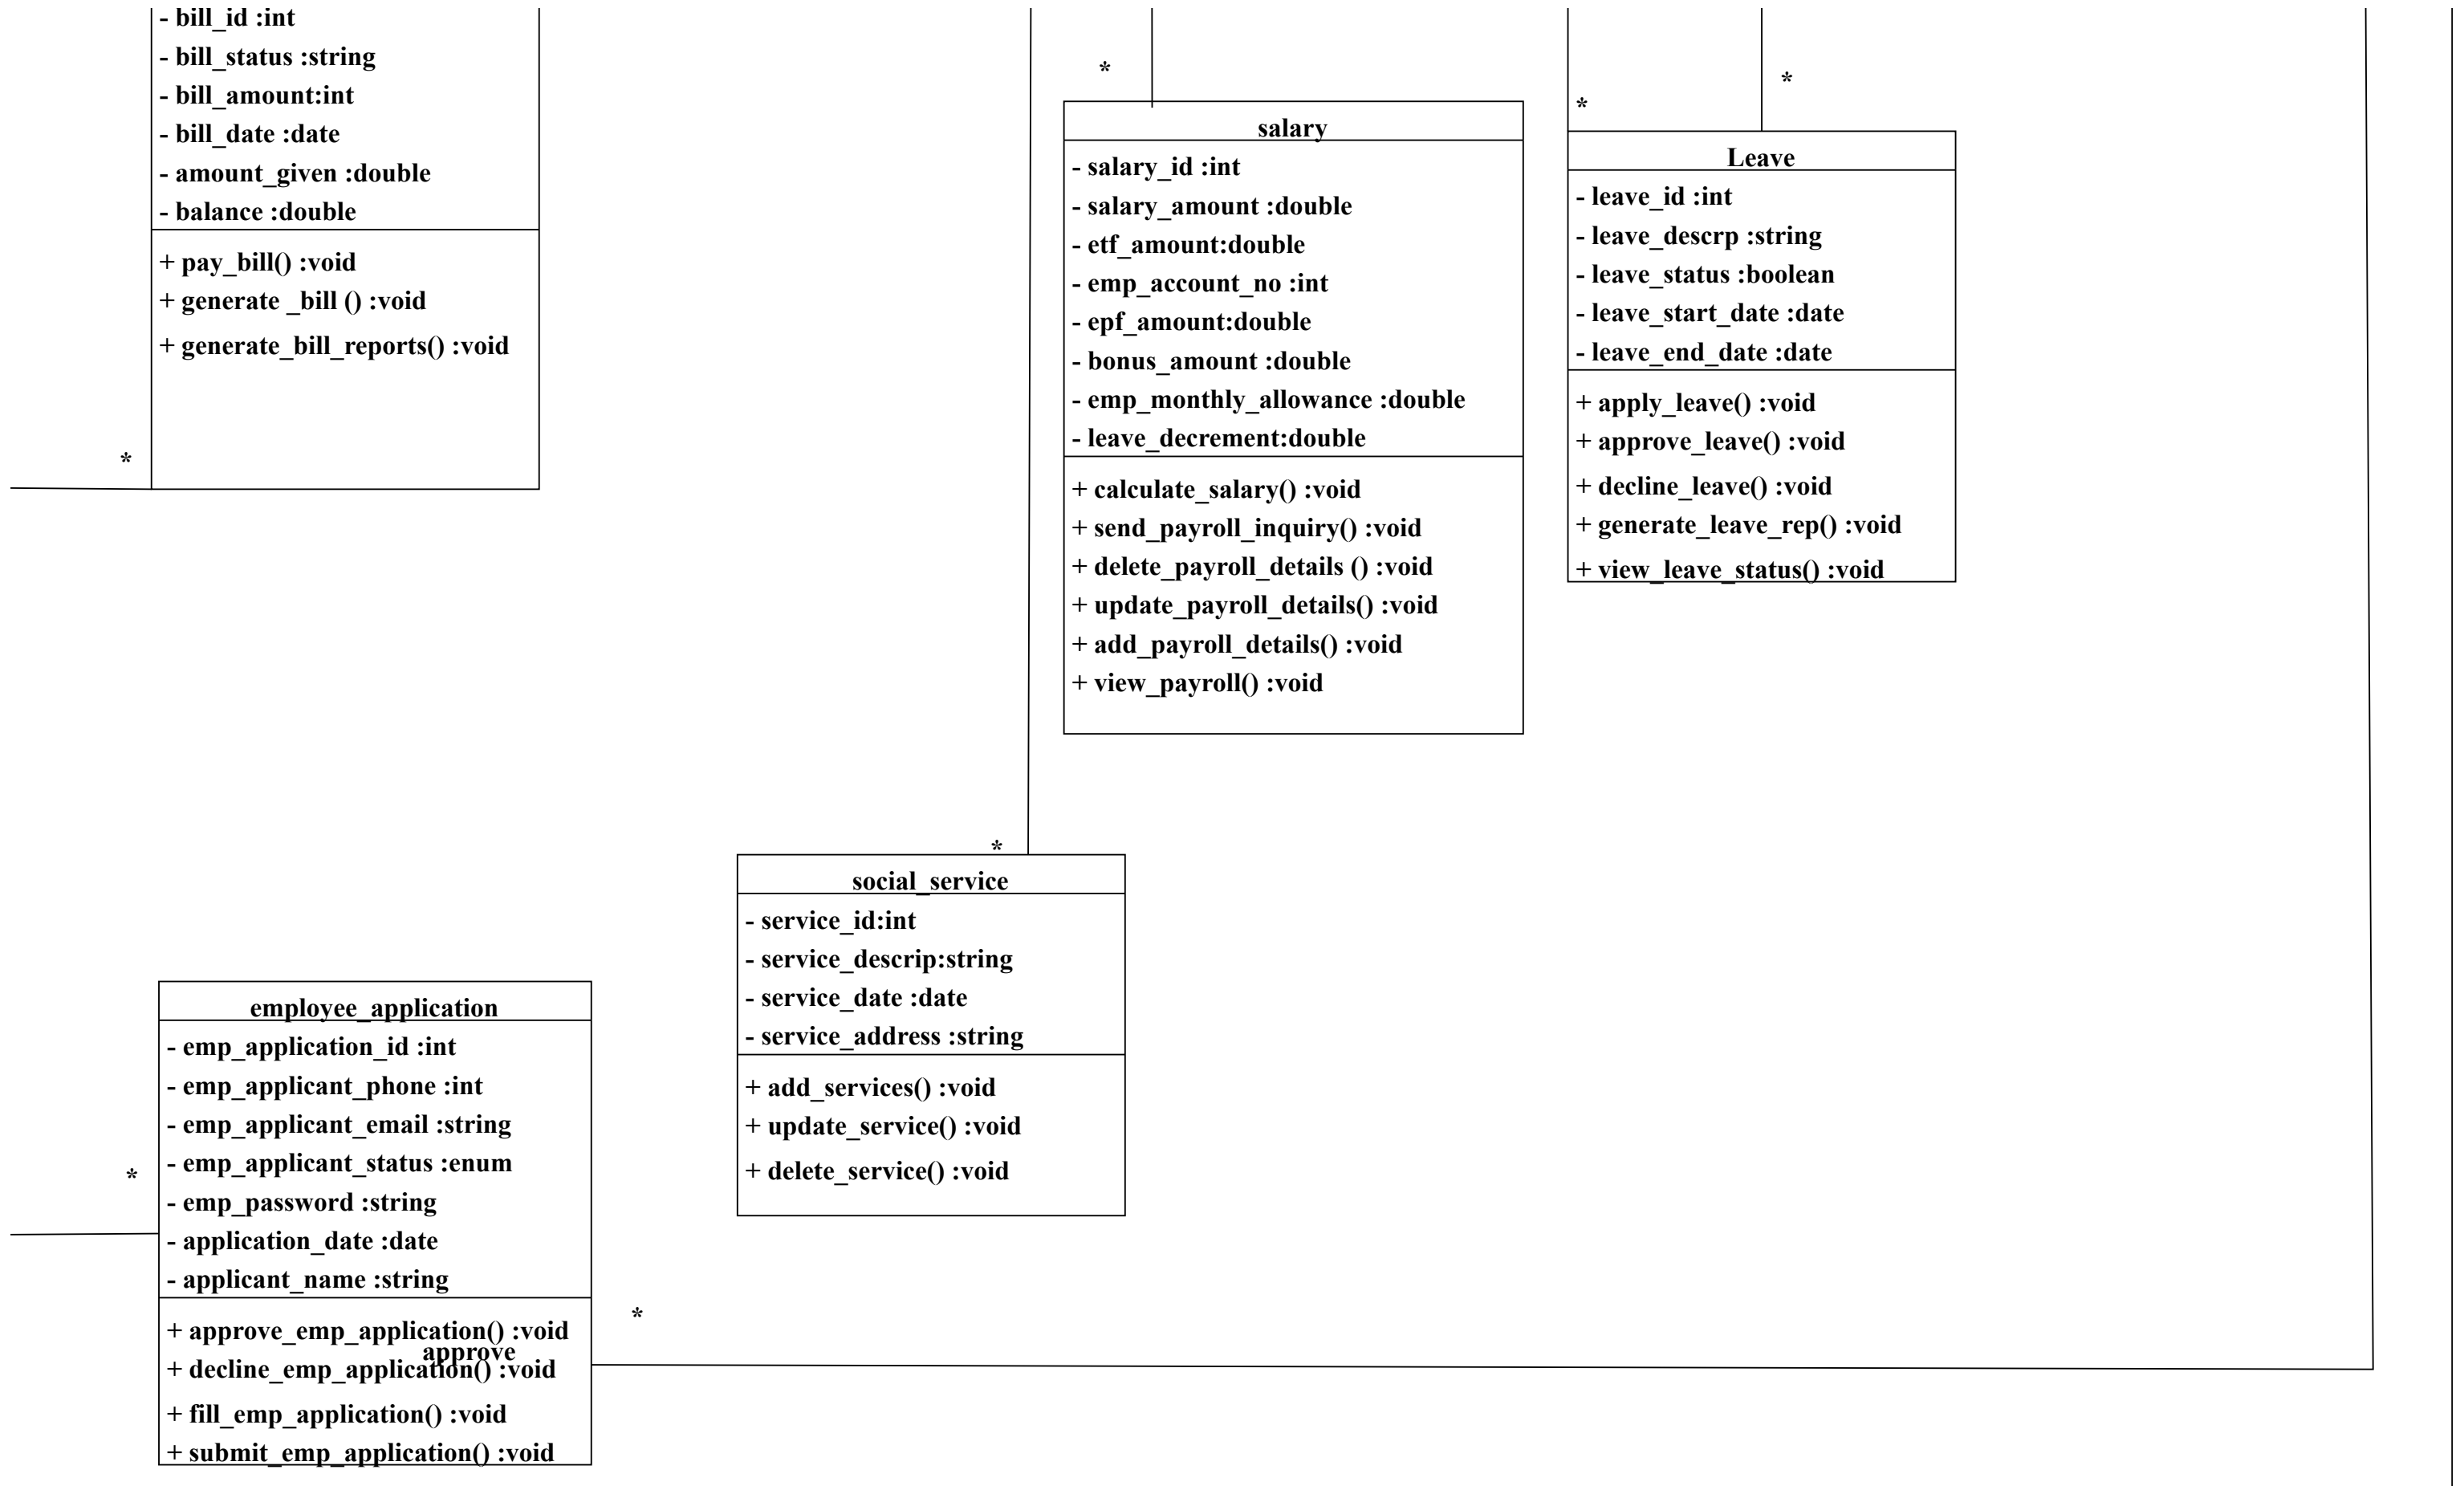 - bill_id :int
- bill_status :string
- bill_amount:int
- bill_date :date
- amount_given :double
- balance :double
+ pay_bill() :void
+ generate _bill () :void
+ generate_bill_reports() :void
*
*
salary
- salary_id :int
- salary_amount :double
- etf_amount:double
- emp_account_no :int
- epf_amount:double
- bonus_amount :double
- emp_monthly_allowance :double
- leave_decrement:double
+ calculate_salary() :void
+ send_payroll_inquiry() :void
+ delete_payroll_details () :void
+ update_payroll_details() :void
+ add_payroll_details() :void
+ view_payroll() :void
*
*
Leave
- leave_id :int
- leave_descrp :string
- leave_status :boolean
- leave_start_date :date
- leave_end_date :date
+ apply_leave() :void
+ approve_leave() :void
+ decline_leave() :void
+ generate_leave_rep() :void
+ view_leave_status() :void
*
social_service
- service_id:int
- service_descrip:string
- service_date :date
- service_address :string
+ add_services() :void
+ update_service() :void
+ delete_service() :void
employee_application
- emp_application_id :int
- emp_applicant_phone :int
- emp_applicant_email :string
- emp_applicant_status :enum
- emp_password :string
- application_date :date
- applicant_name :string
+ approve_emp_application() :void
approve
+ decline_emp_application() :void
+ fill_emp_application() :void
+ submit_emp_application() :void
*
*